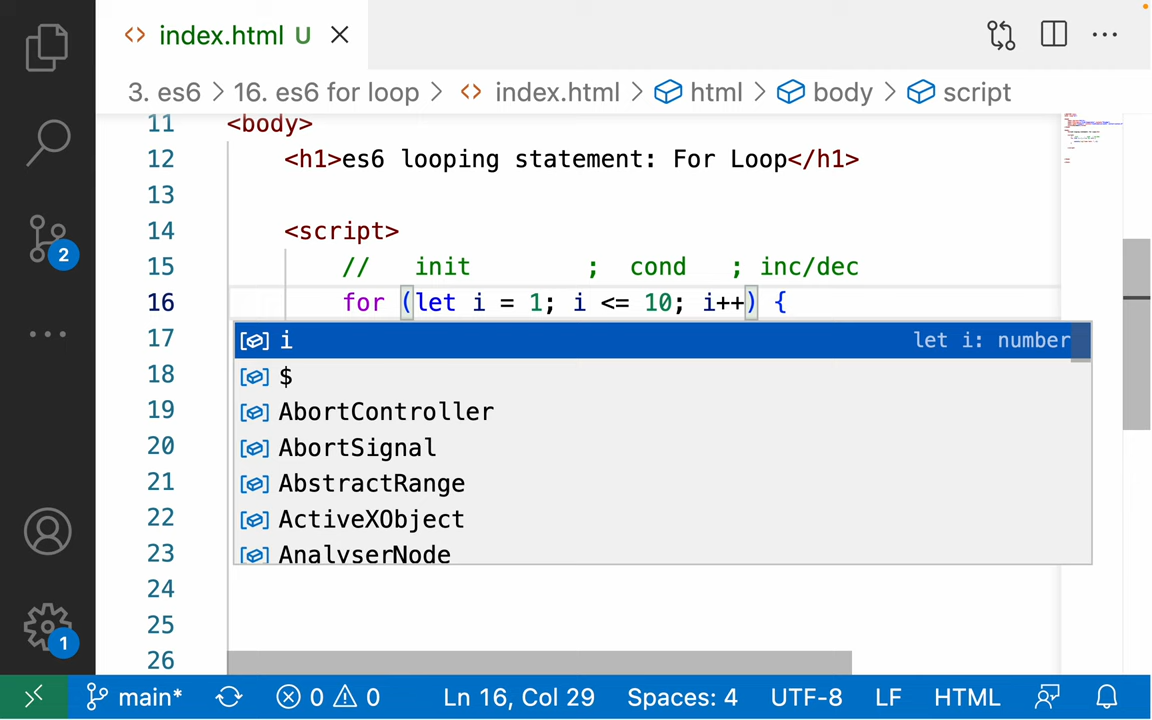 index.html U
3. es6 > 16. es6 for loop > index.html > html > body > script
11 <body>
12 <h1>es6 looping statement: For Loop</h1>
13
14 <script>
15 // init ; cond ; inc/dec
16 for (let i = 1; i <= 10; i++) {
17 i let i: number
18 $
19 AbortController
20 AbortSignal
21 AbstractRange
22 ActiveXObject
23 AnalyserNode
24
25
26
2
1
main* 0 0 Ln 16, Col 29 Spaces: 4 UTF-8 LF HTML